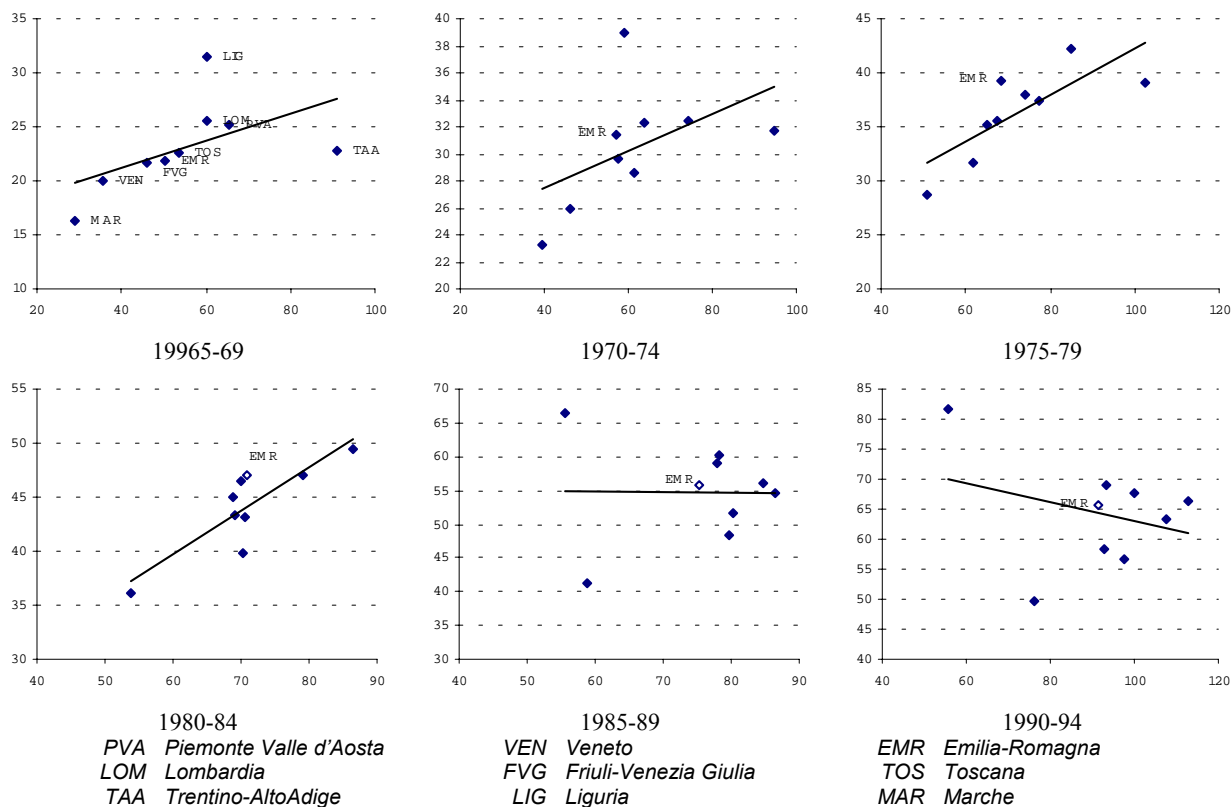 35
30
25
20
15
10
LIG
LOM
PVA
TOS
EMR
FVG
TAA
VEN
MAR
20 40 60 80 100
19965-69
40
38
36
34
32
30
28
26
24
22
20
EMR
20 40 60 80 100
1970-74
45
40
35
30
25
20
EMR
40 60 80 100 120
1975-79
55
50
45
40
35
30
EMR
40 50 60 70 80 90
1980-84
70
65
60
55
50
45
40
35
30
EMR
40 50 60 70 80 90
1985-89
85
80
75
70
65
60
55
50
45
40
EMR
40 60 80 100 120
1990-94
PVA Piemonte Valle d'Aosta
LOM Lombardia
TAA Trentino-AltoAdige
VEN Veneto
FVG Friuli-Venezia Giulia
LIG Liguria
EMR Emilia-Romagna
TOS Toscana
MAR Marche